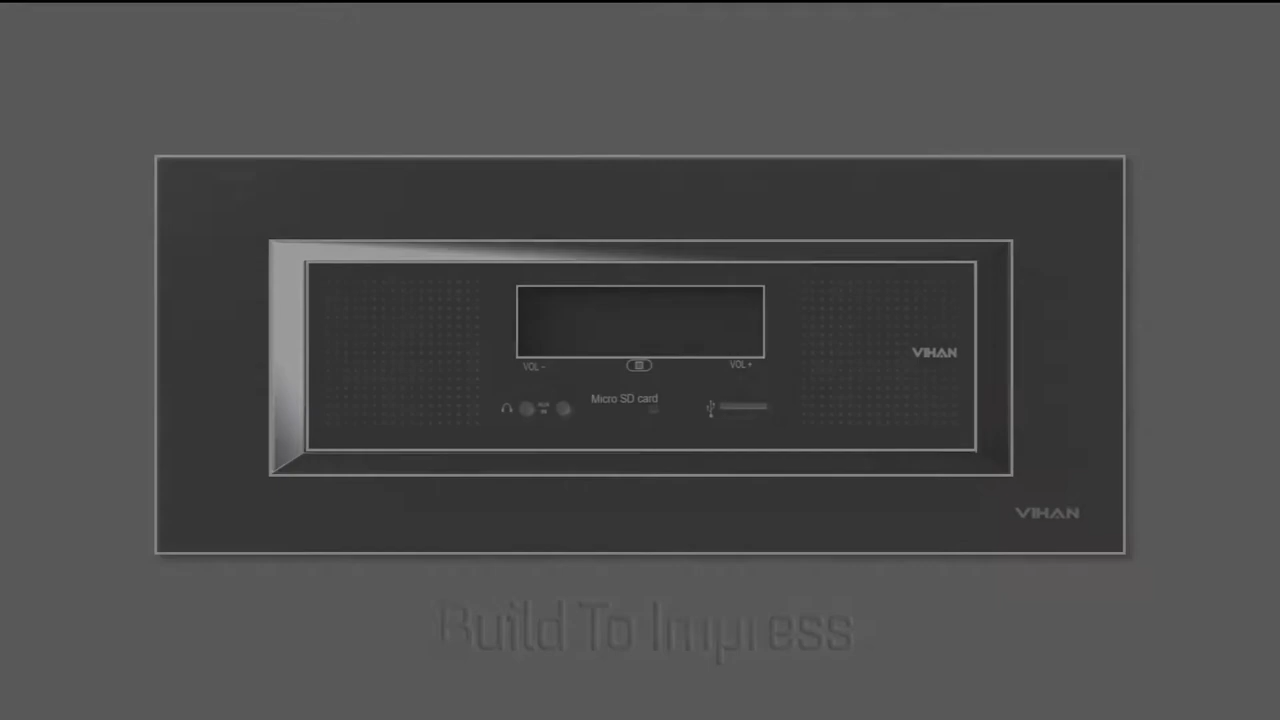 VIHAN
VOL − VOL +
Micro SD card
VIHAN
Build To Impress